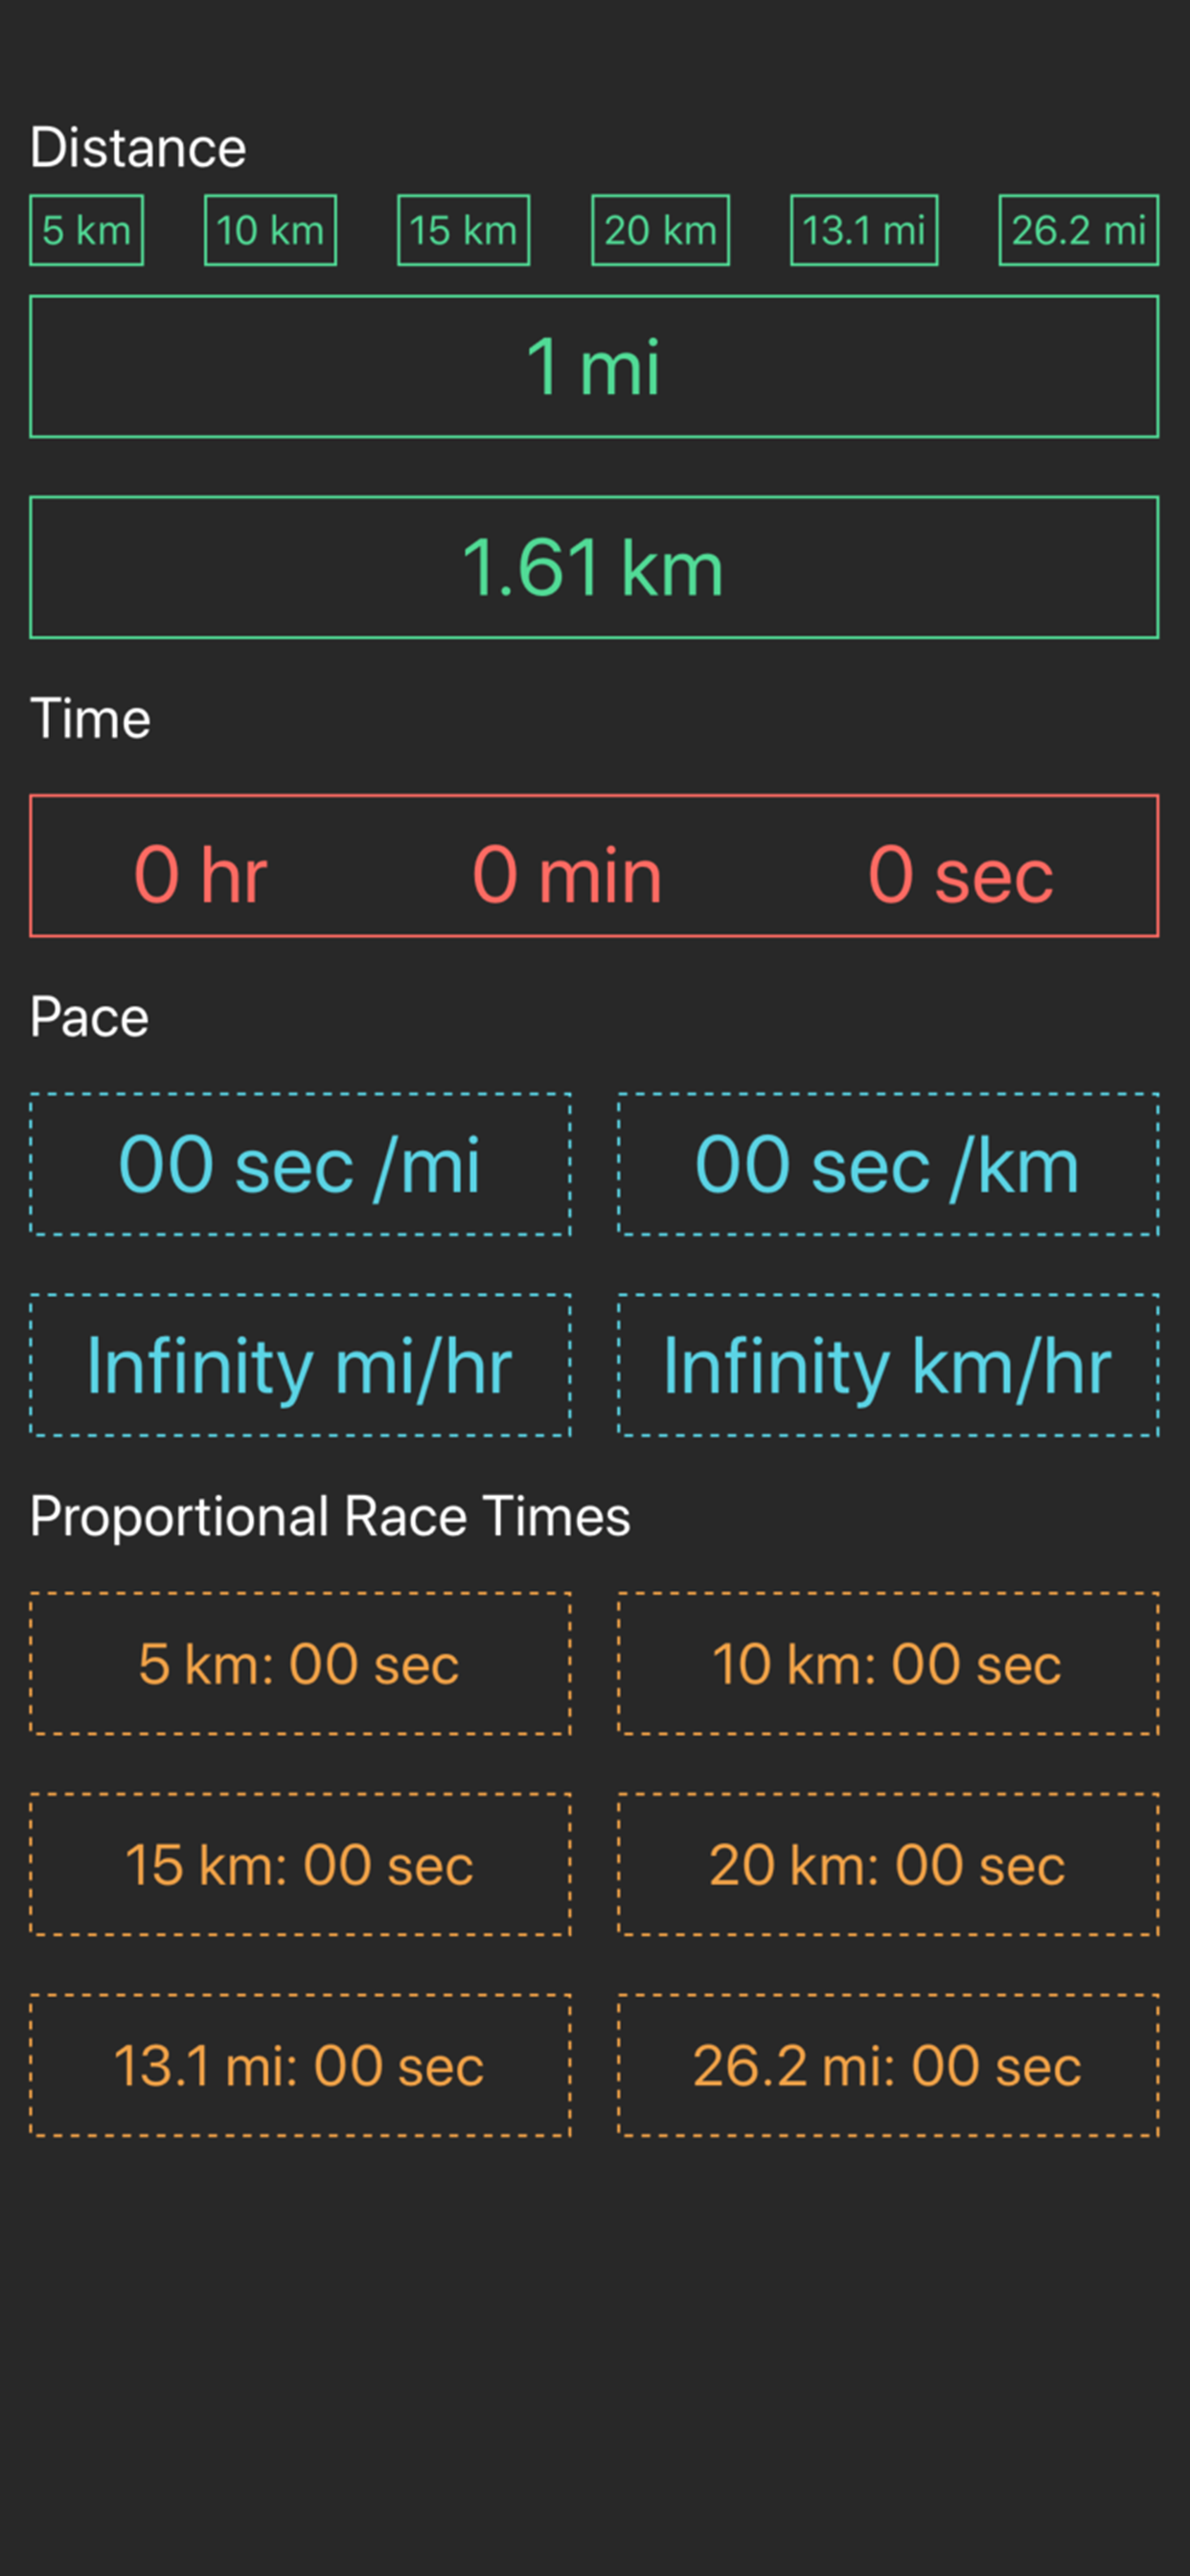 Distance
5 km 10 km 15 km 20 km 13.1 mi 26.2 mi
1 mi
1.61 km
Time
0 hr 0 min 0 sec
Pace
00 sec /mi 00 sec /km
Infinity mi/hr Infinity km/hr
Proportional Race Times
5 km: 00 sec 10 km: 00 sec
15 km: 00 sec 20 km: 00 sec
13.1 mi: 00 sec 26.2 mi: 00 sec